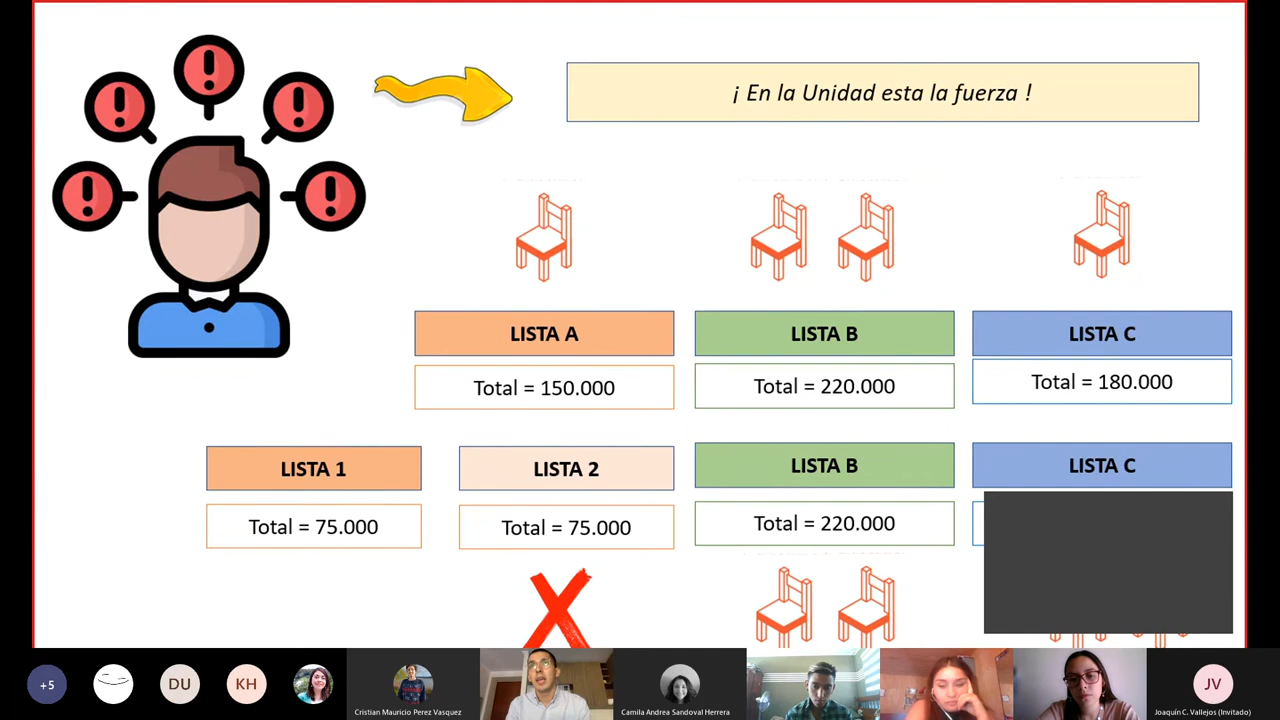 ¡ En la Unidad esta la fuerza !
LISTA A
LISTA B
LISTA C
Total = 150.000
Total = 220.000
Total = 180.000
LISTA 1
LISTA 2
LISTA B
LISTA C
Total = 75.000
Total = 75.000
Total = 220.000
+5
DU
KH
JV
Cristian Mauricio Perez Vasquez
Camila Andrea Sandoval Herrera
Joaquín C. Vallejos (Invitado)